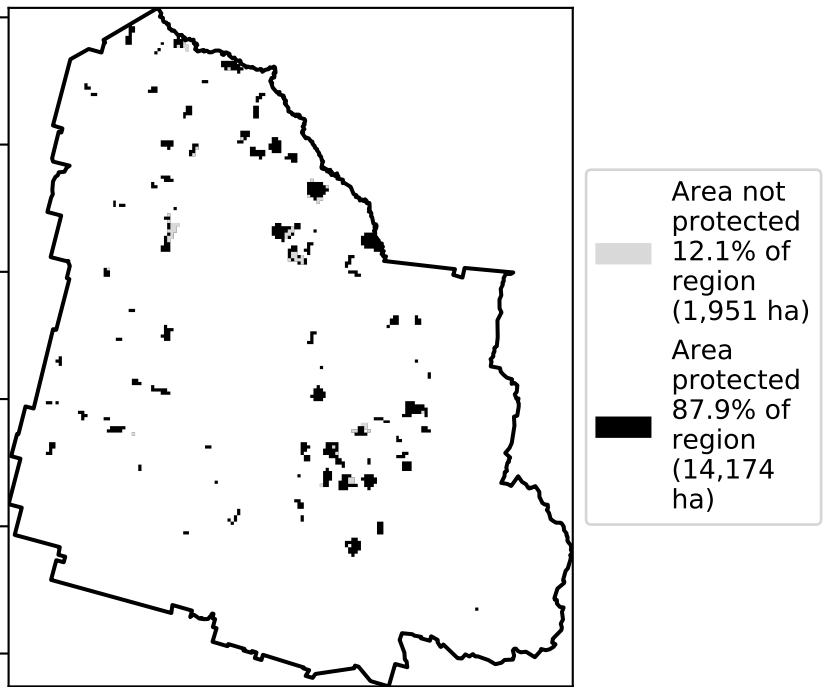 Area not
protected
12.1% of
region
(1,951 ha)
Area
protected
87.9% of
region
(14,174
ha)